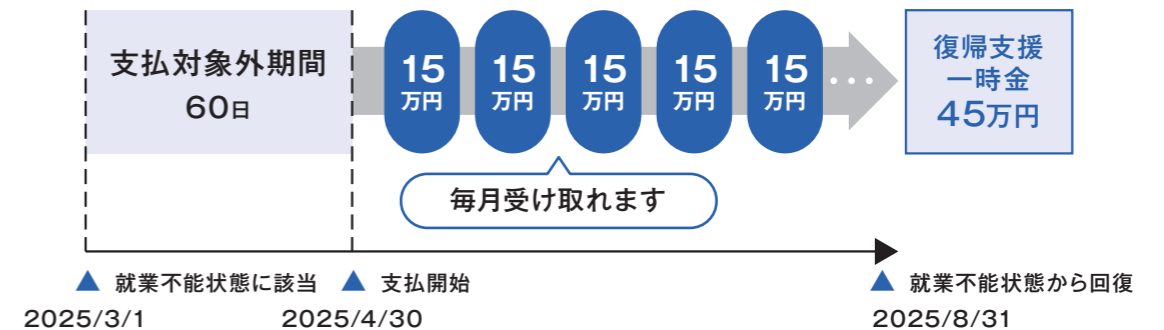 支払対象外期間
60日
15
万円
15
万円
15
万円
15
万円
15
万円
・・・
復帰支援
一時金
45万円
毎月受け取れます
▲ 就業不能状態に該当
2025/3/1
▲ 支払開始
2025/4/30
▲ 就業不能状態から回復
2025/8/31